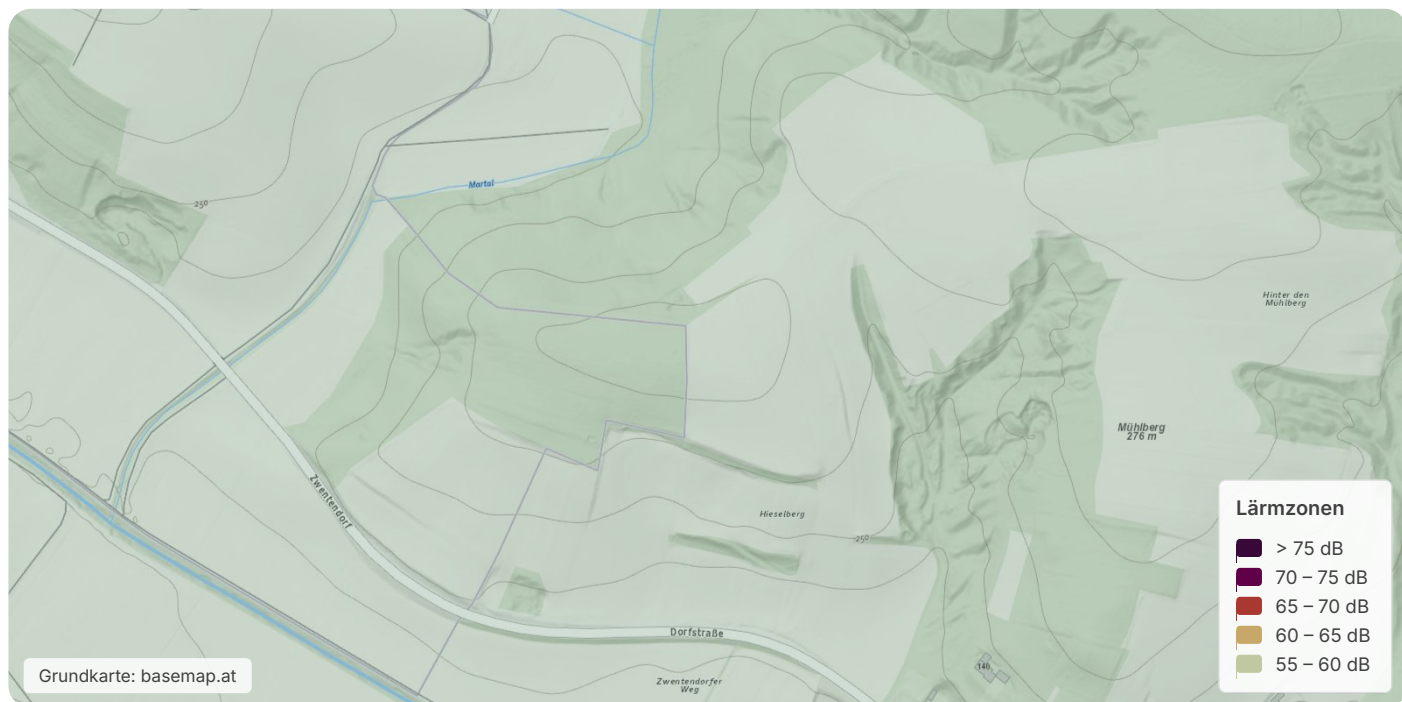 Martal
250
Hinter den
Mühlberg
Mühlberg
276 m
Zwentendorf
Hieselberg
250
Dorfstraße
140
Zwentendorfer
Weg
Lärmzonen
> 75 dB
70 – 75 dB
65 – 70 dB
60 – 65 dB
55 – 60 dB
Grundkarte: basemap.at